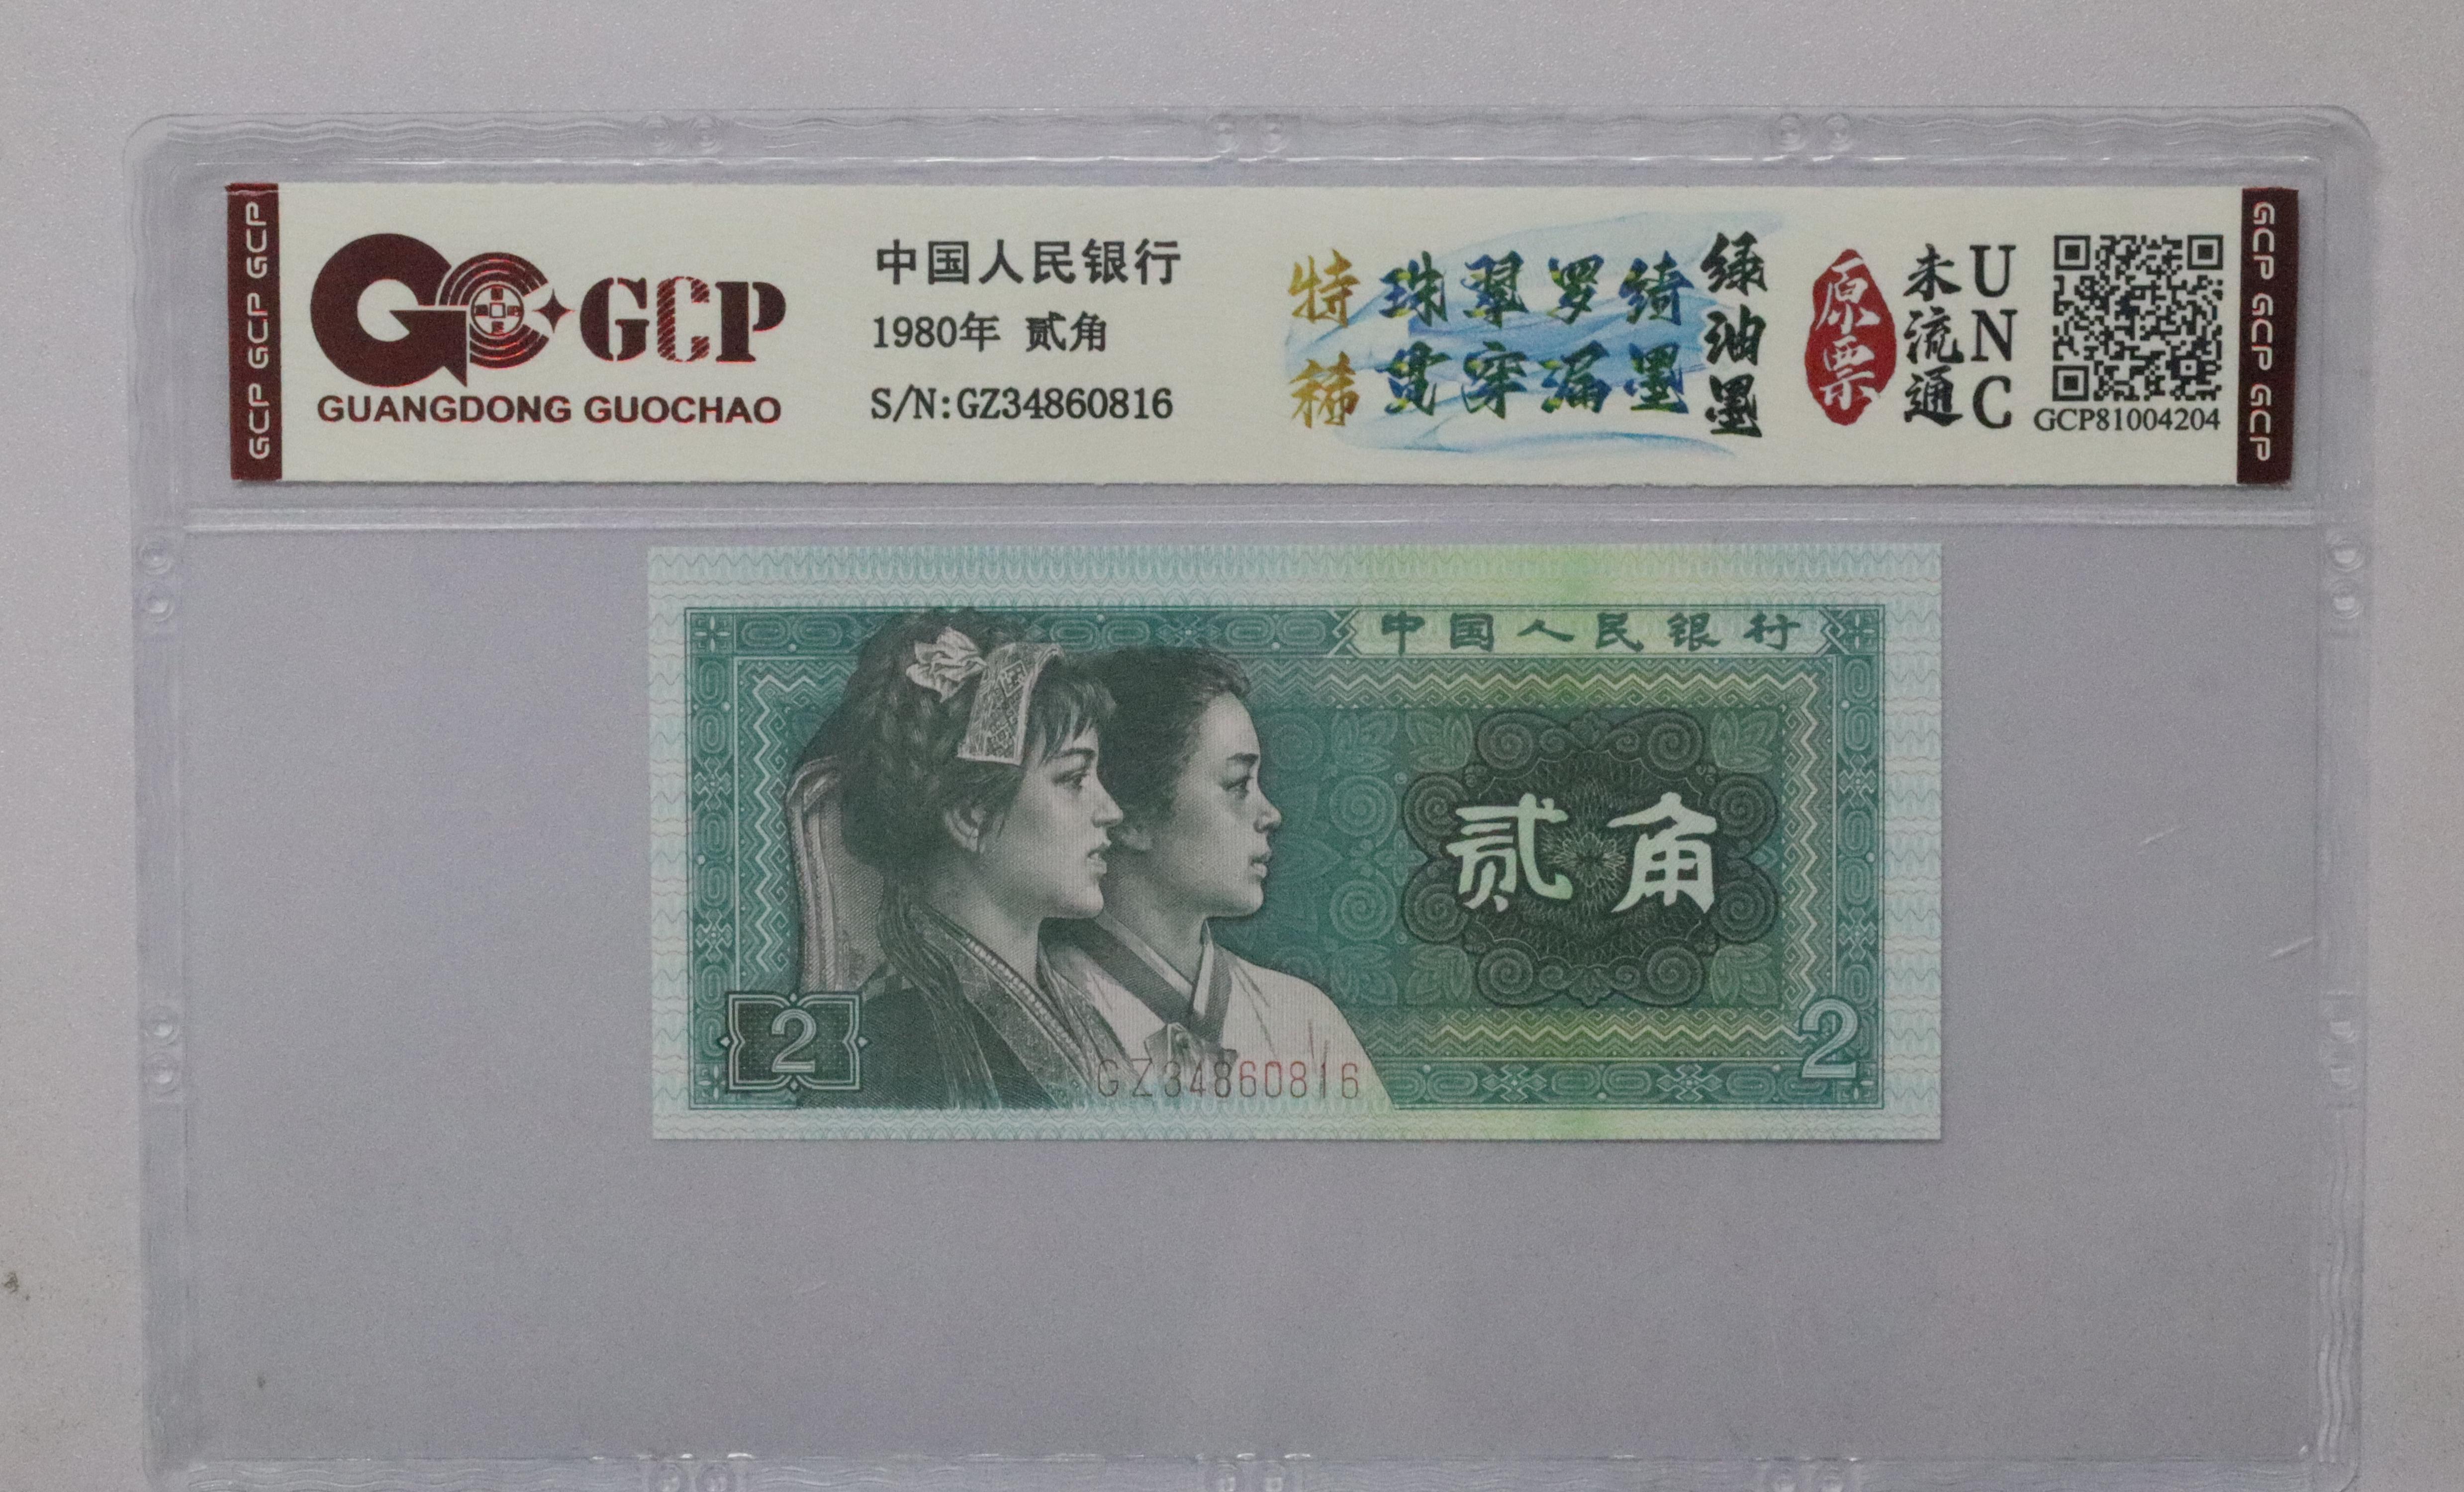 GCP GCP GCP
GCP
GUANGDONG GUOCHAO
中国人民银行
1980年 贰角
S/N:GZ34860816
特稀
珠翠罗绮
贯穿漏墨
绿油墨
原票
未流通
UNC
GCP81004204
GCP GCP GCP
中国人民银行
贰角
2
GZ34860816
2